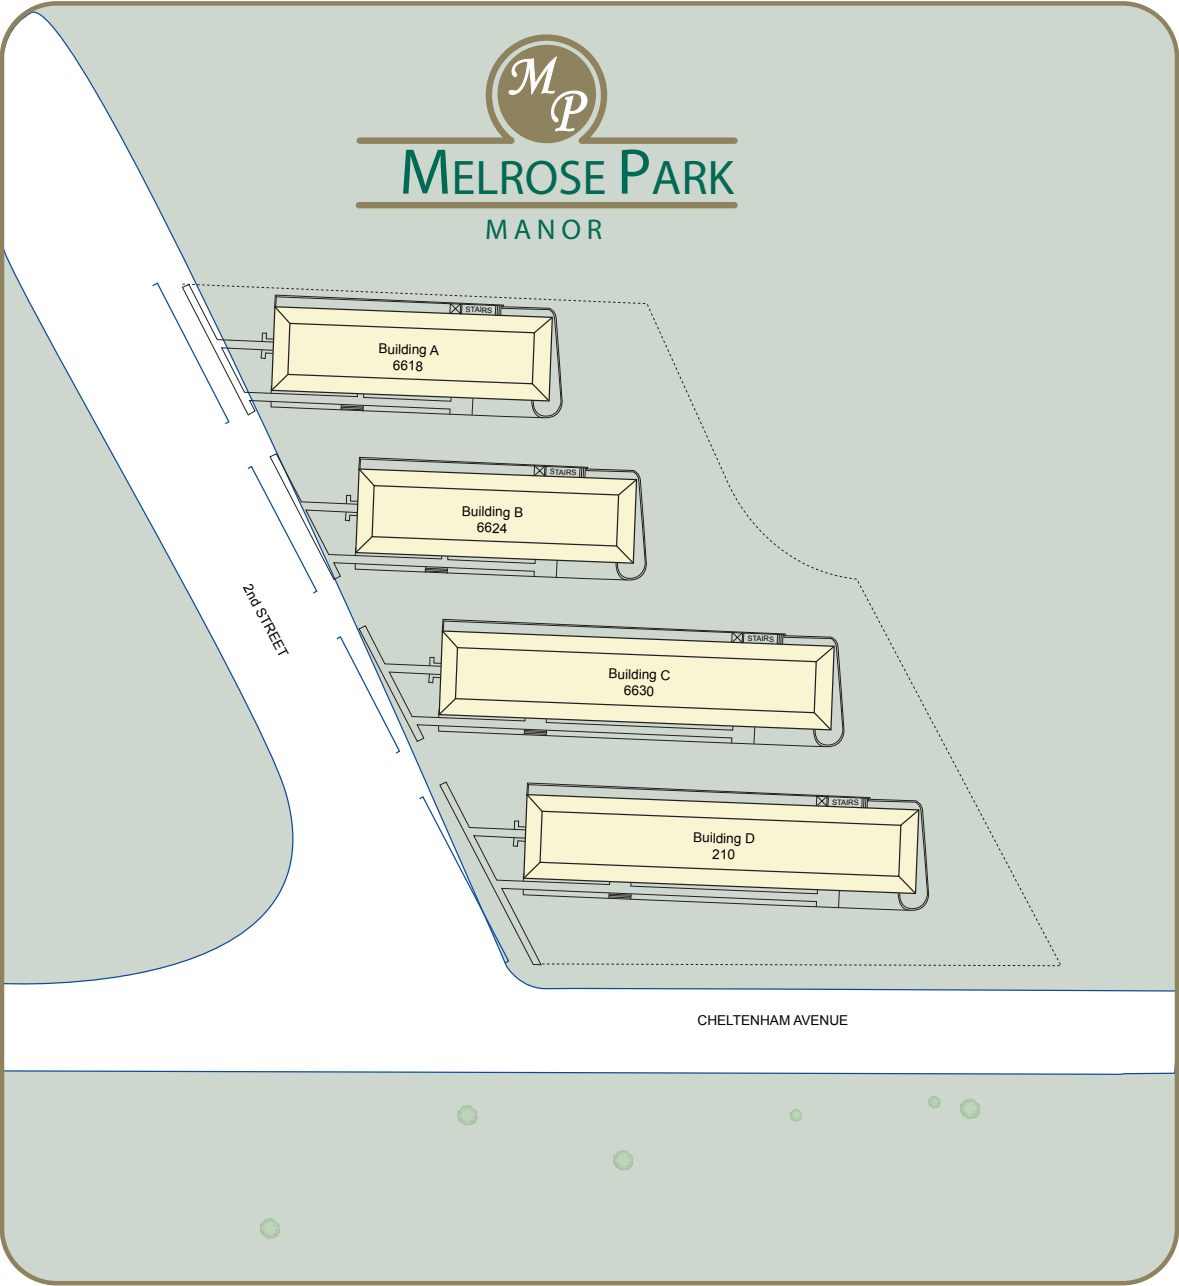 MP
MELROSE PARK
MANOR
STAIRS
Building A
6618
STAIRS
Building B
6624
2nd STREET
STAIRS
Building C
6630
STAIRS
Building D
210
CHELTENHAM AVENUE